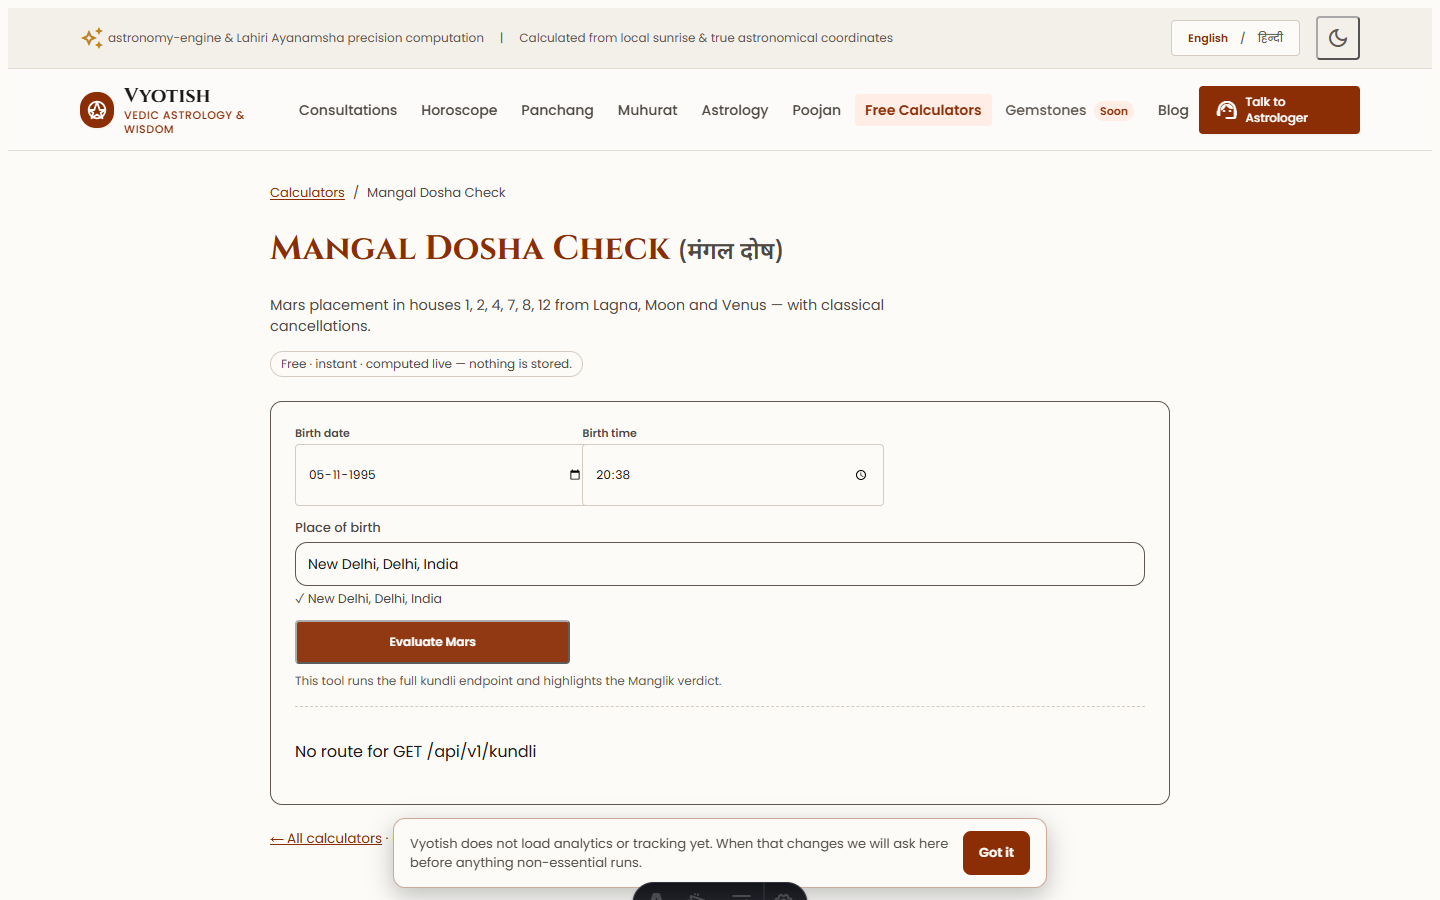 astronomy-engine & Lahiri Ayanamsha precision computation | Calculated from local sunrise & true astronomical coordinates
English / हिन्दी
Vyotish
VEDIC ASTROLOGY & WISDOM
Consultations Horoscope Panchang Muhurat Astrology Poojan Free Calculators Gemstones Soon Blog
Talk to
Astrologer
Calculators / Mangal Dosha Check
Mangal Dosha Check (मंगल दोष)
Mars placement in houses 1, 2, 4, 7, 8, 12 from Lagna, Moon and Venus — with classical
cancellations.
Free · instant · computed live — nothing is stored.
Birth date Birth time
05-11-1995 20:38
Place of birth
New Delhi, Delhi, India
✓ New Delhi, Delhi, India
Evaluate Mars
This tool runs the full kundli endpoint and highlights the Manglik verdict.
No route for GET /api/v1/kundli
← All calculators ·
Vyotish does not load analytics or tracking yet. When that changes we will ask here
before anything non-essential runs.
Got it